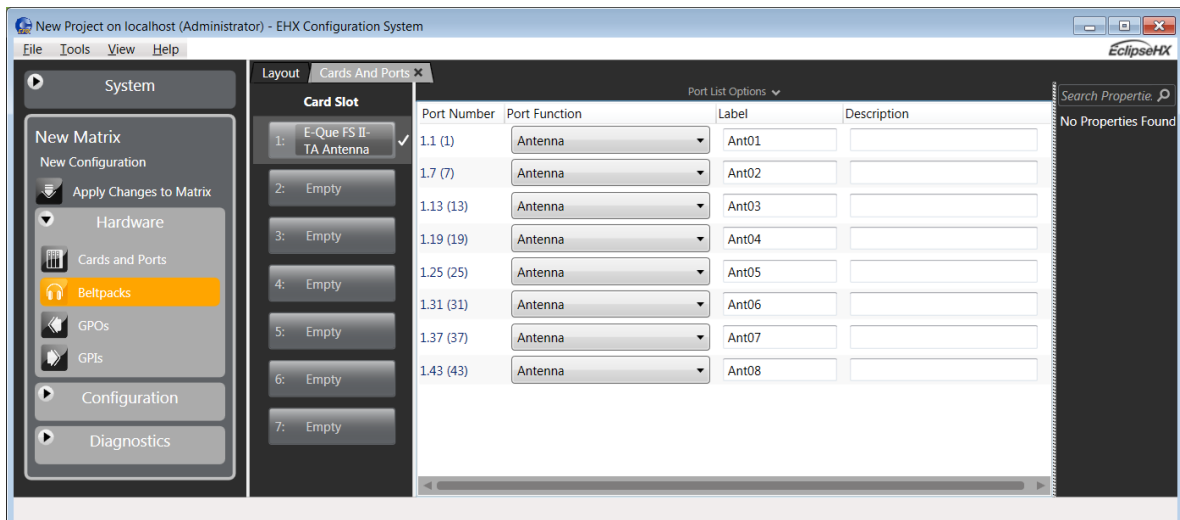 New Project on localhost (Administrator) - EHX Configuration System
File Tools View Help
EclipseHX
System
New Matrix
New Configuration
Apply Changes to Matrix
Hardware
Cards and Ports
Beltpacks
GPOs
GPIs
Configuration
Diagnostics
Layout Cards And Ports
Card Slot
1: E-Que FS II-
TA Antenna
2: Empty
3: Empty
4: Empty
5: Empty
6: Empty
7: Empty
Port List Options
Port Number Port Function Label Description
1.1 (1) Antenna Ant01
1.7 (7) Antenna Ant02
1.13 (13) Antenna Ant03
1.19 (19) Antenna Ant04
1.25 (25) Antenna Ant05
1.31 (31) Antenna Ant06
1.37 (37) Antenna Ant07
1.43 (43) Antenna Ant08
Search Propertie.
No Properties Found